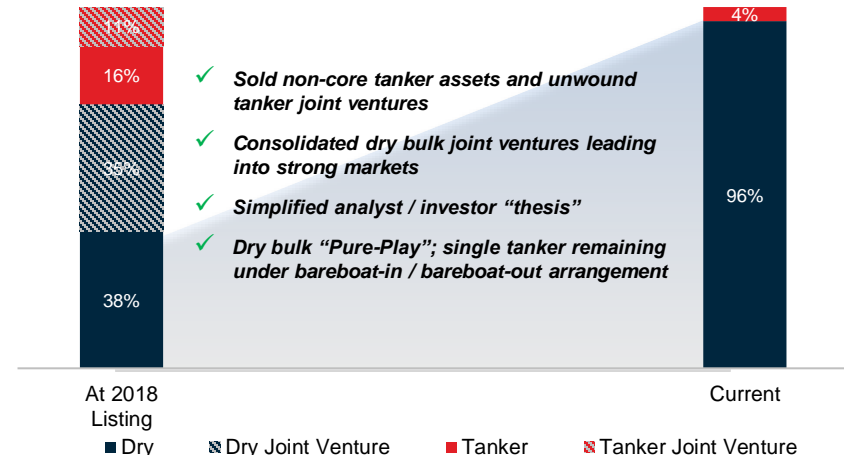 11%
16%
35%
38%
✓ Sold non-core tanker assets and unwound
tanker joint ventures
✓ Consolidated dry bulk joint ventures leading
into strong markets
✓ Simplified analyst / investor “thesis”
✓ Dry bulk “Pure-Play”; single tanker remaining
under bareboat-in / bareboat-out arrangement
4%
96%
At 2018
Listing
Current
Dry
Dry Joint Venture
Tanker
Tanker Joint Venture